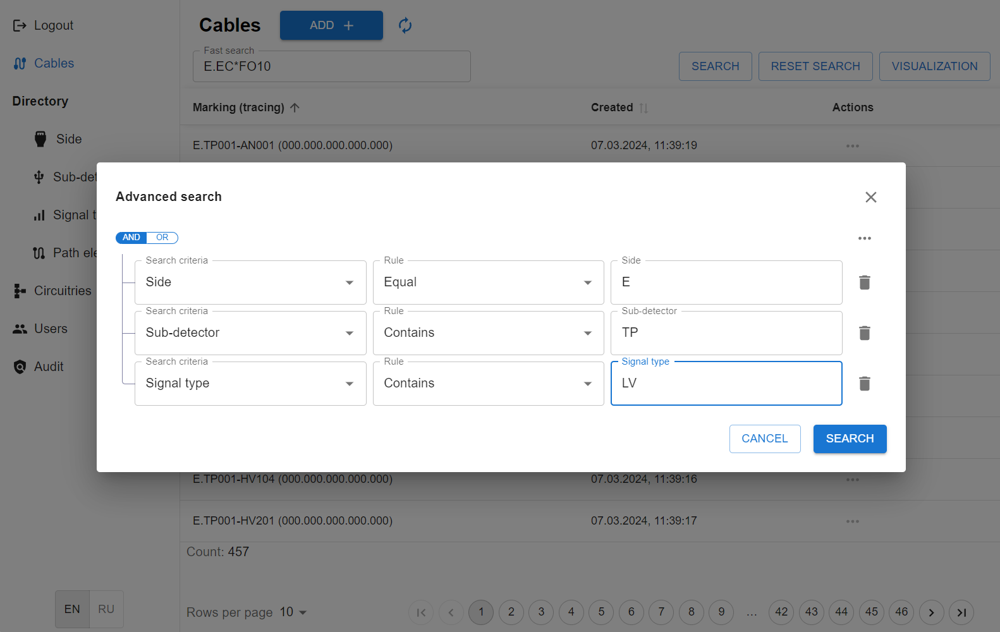 Logout
Cables
Directory
Side
Sub-det
Signal t
Path ele
Circuitries
Users
Audit
EN RU
Cables ADD
Fast search
E.EC*FO10
SEARCH RESET SEARCH VISUALIZATION
Marking (tracing) Created Actions
E.TP001-AN001 (000.000.000.000.000) 07.03.2024, 11:39:19
Advanced search
AND OR
Search criteria Rule Side
Side Equal E
Search criteria Rule Sub-detector
Sub-detector Contains TP
Search criteria Rule Signal type
Signal type Contains LV
CANCEL SEARCH
E.TP001-HV104 (000.000.000.000.000) 07.03.2024, 11:39:16
E.TP001-HV201 (000.000.000.000.000) 07.03.2024, 11:39:17
Count: 457
Rows per page 10 1 2 3 4 5 6 7 8 9 ... 42 43 44 45 46